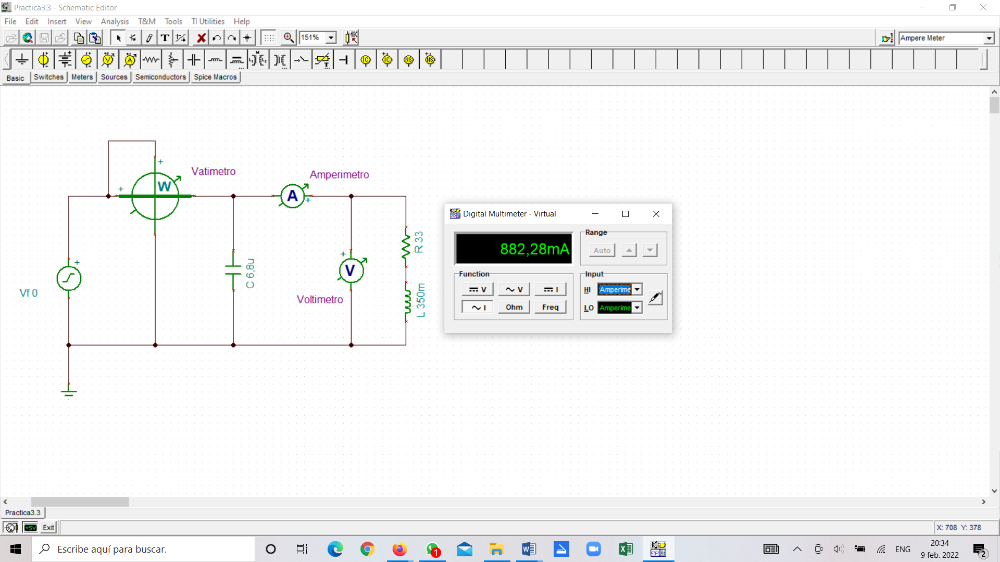 Practica3.3 - Schematic Editor
File Edit Insert View Analysis T&M Tools TI Utilities Help
T 151% 1K Ampere Meter
Basic Switches Meters Sources Semiconductors Spice Macros
+
Vatimetro
Amperimetro
+ W
A
+
Digital Multimeter - Virtual
Range
882,28mA
Auto
Function
Input
V V I
HI Amperime
I Ohm Freq
LO Amperime
R 33
+
V
C 6,8u
+
Vf 0
Voltimetro
L 350m
Practica3.3
+5V Exit
X: 708 Y: 378
Escribe aquí para buscar.
1
ENG
20:34
9 feb. 2022
2